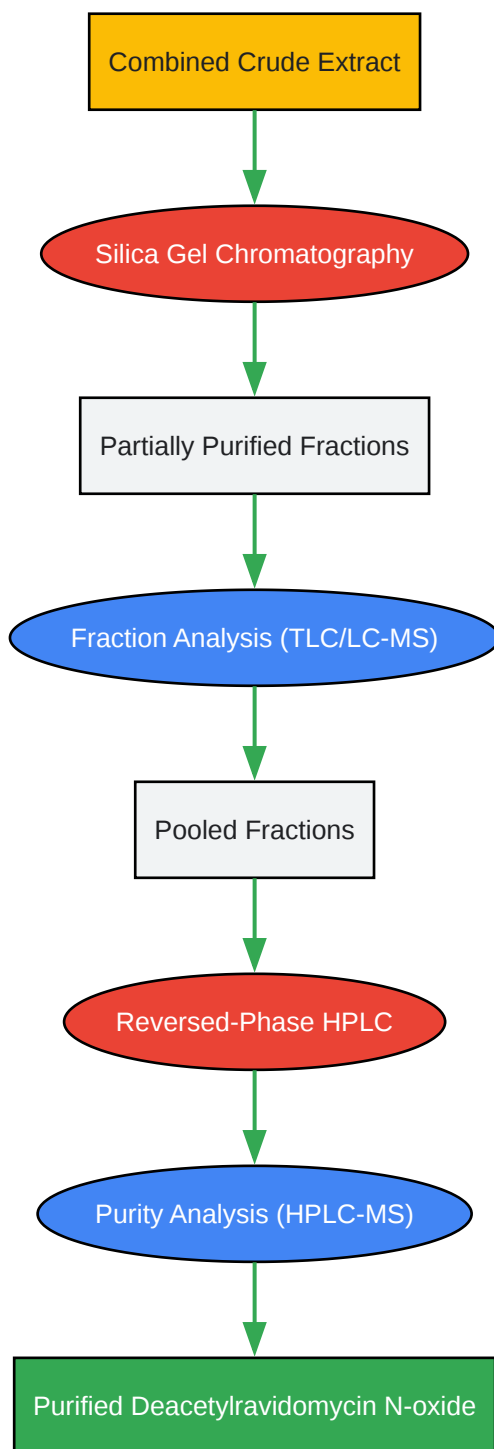 Combined Crude Extract
Silica Gel Chromatography
Partially Purified Fractions
Fraction Analysis (TLC/LC-MS)
Pooled Fractions
Reversed-Phase HPLC
Purity Analysis (HPLC-MS)
Purified Deacetylravidomycin N-oxide